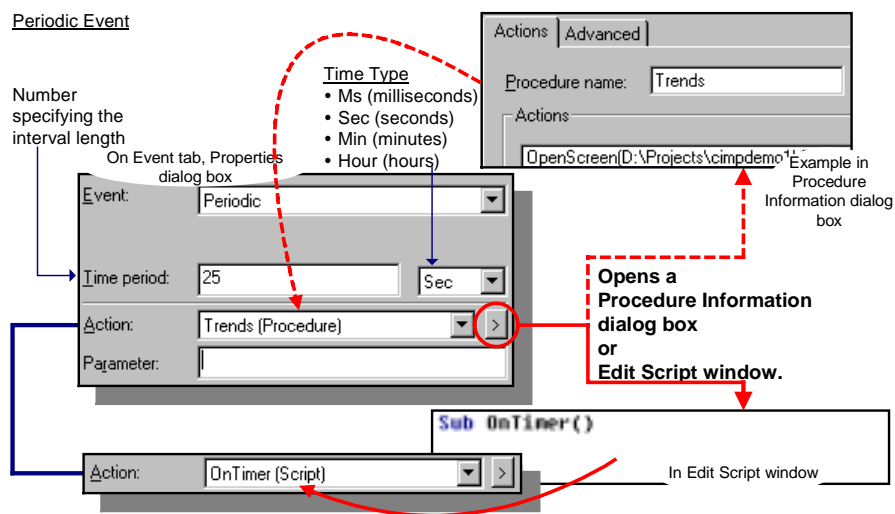 Periodic Event
Actions
Advanced
Procedure name:
Trends
Actions
OpenScreen(D:\Projects\cimpdemo1\
Example in
Procedure
Information dialog
box
Time Type
• Ms (milliseconds)
• Sec (seconds)
• Min (minutes)
• Hour (hours)
Number
specifying the
interval length
On Event tab, Properties
dialog box
Event:
Periodic
Time period:
25
Sec
Action:
Trends (Procedure)
>
Parameter:
Opens a
Procedure Information
dialog box
or
Edit Script window.
Sub OnTimer()
In Edit Script window
Action:
OnTimer (Script)
>